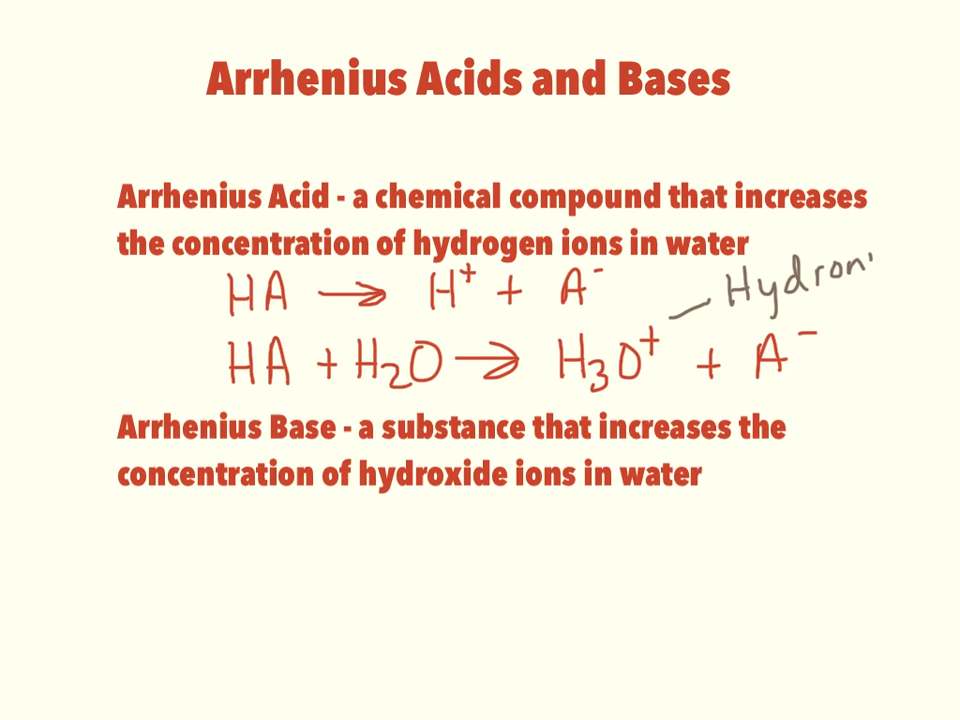 Arrhenius Acids and Bases
Arrhenius Acid - a chemical compound that increases
the concentration of hydrogen ions in water
HA → H⁺ + A⁻
Hydron
HA + H₂O → H₃O⁺ + A⁻
Arrhenius Base - a substance that increases the
concentration of hydroxide ions in water